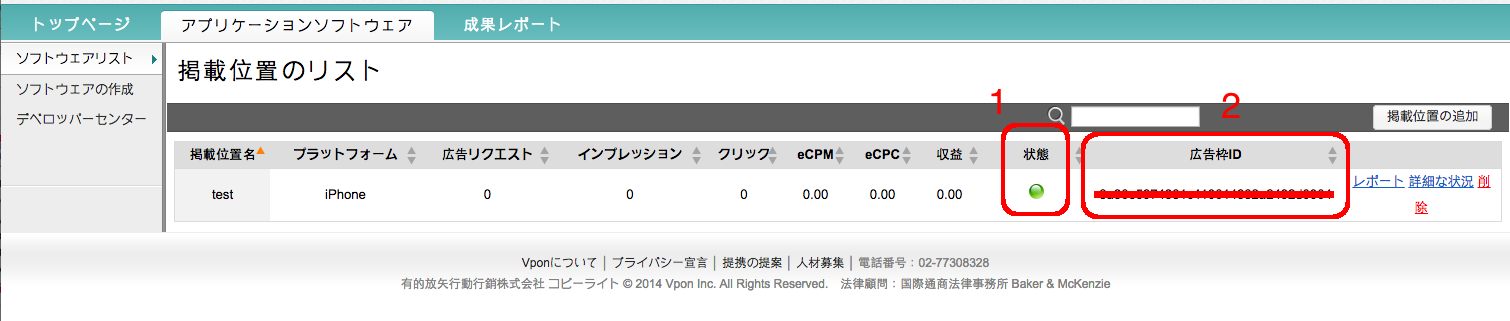 トップページ アプリケーションソフトウェア 成果レポート
ソフトウェアリスト
ソフトウェアの作成
デベロッパーセンター
掲載位置のリスト
1 2
掲載位置の追加
掲載位置名 プラットフォーム 広告リクエスト インプレッション クリック eCPM eCPC 収益 状態 広告枠ID
test iPhone 0 0 0 0.00 0.00 0.00
レポート 詳細な状況 削
除
Vponについて | プライバシー宣言 | 提携の提案 | 人材募集 | 電話番号：02-77308328
有的放矢行動行銷株式会社 コピーライト © 2014 Vpon Inc. All Rights Reserved. 法律顧問：国際通商法律事務所 Baker & McKenzie